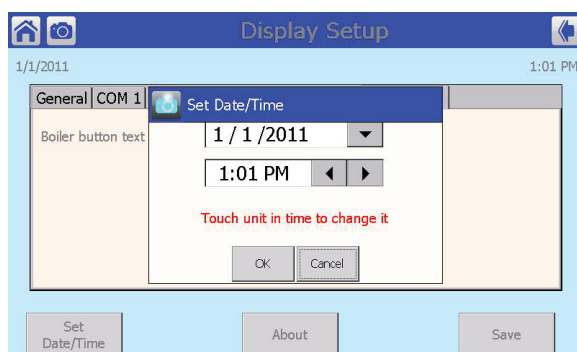 Display Setup
1/1/2011 1:01 PM
General COM 1
Set Date/Time
Boiler button text
1 / 1 /2011
1:01 PM
Touch unit in time to change it
OK Cancel
Set
Date/Time
About
Save